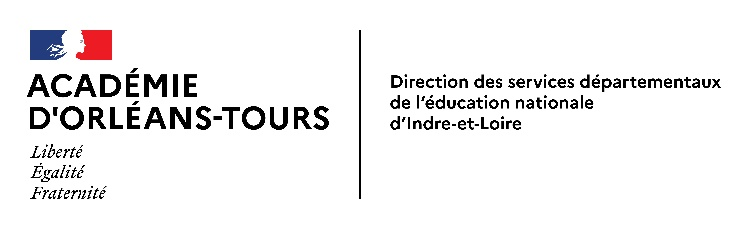 ACADÉMIE
D'ORLÉANS-TOURS
Liberté
Égalité
Fraternité
Direction des services départementaux
de l'éducation nationale
d'Indre-et-Loire